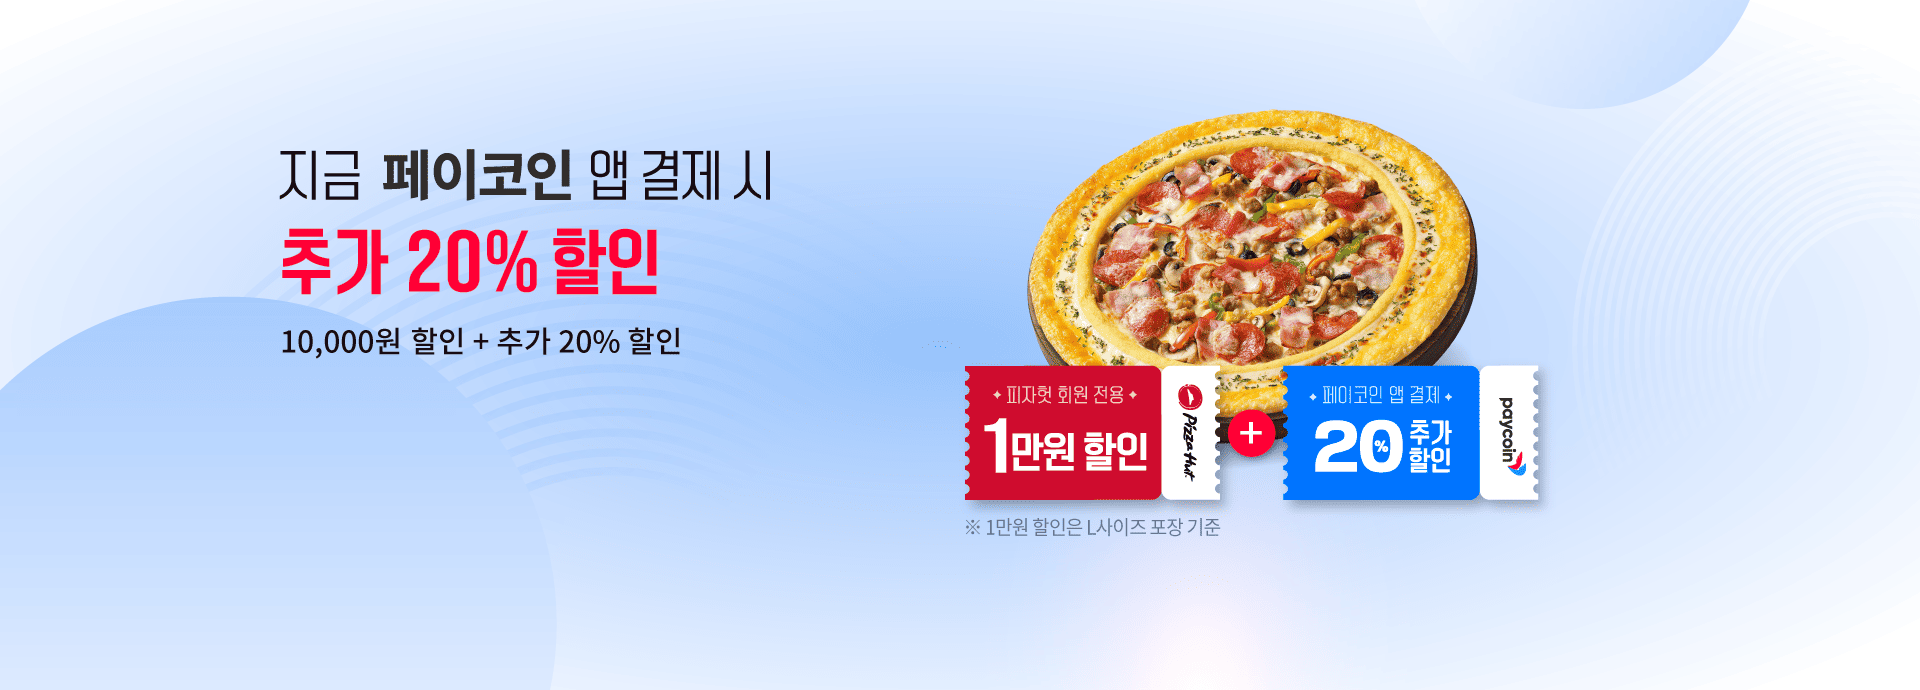 지금 페이코인 앱 결제 시
추가 20% 할인
10,000원 할인 + 추가 20% 할인
피자헛 회원 전용
1만원 할인
Pizza Hut.
+
페이코인 앱 결제
20% 추가 할인
paycoin
※ 1만원 할인은 L사이즈 포장 기준